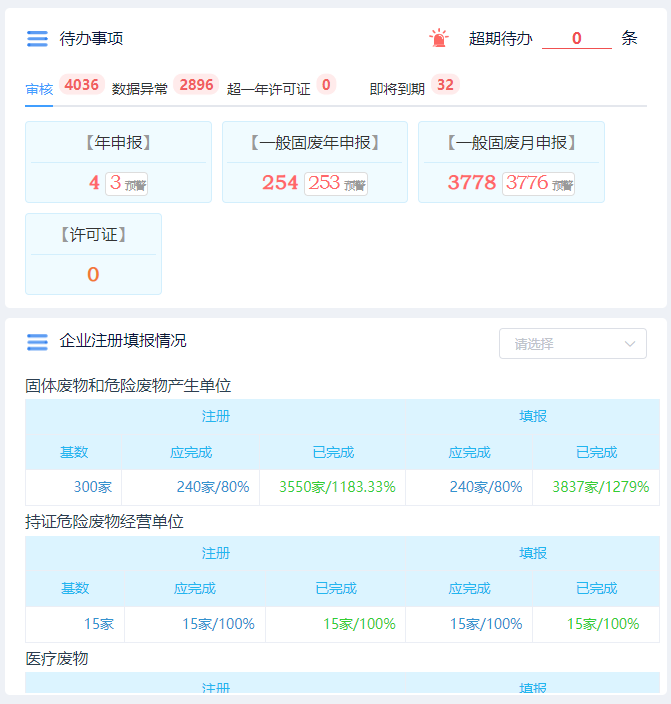 待办事项 超期待办 0 条
审核 4036 数据异常 2896 超一年许可证 0 即将到期 32
【年申报】 【一般固废年申报】 【一般固废月申报】
4 3 预警 254 253 预警 3778 3776 预警
【许可证】
0
企业注册填报情况 请选择
固体废物和危险废物产生单位
注册 填报
基数 应完成 已完成 应完成 已完成
300家 240家/80% 3550家/1183.33% 240家/80% 3837家/1279%
持证危险废物经营单位
注册 填报
基数 应完成 已完成 应完成 已完成
15家 15家/100% 15家/100% 15家/100% 15家/100%
医疗废物
注册 填报